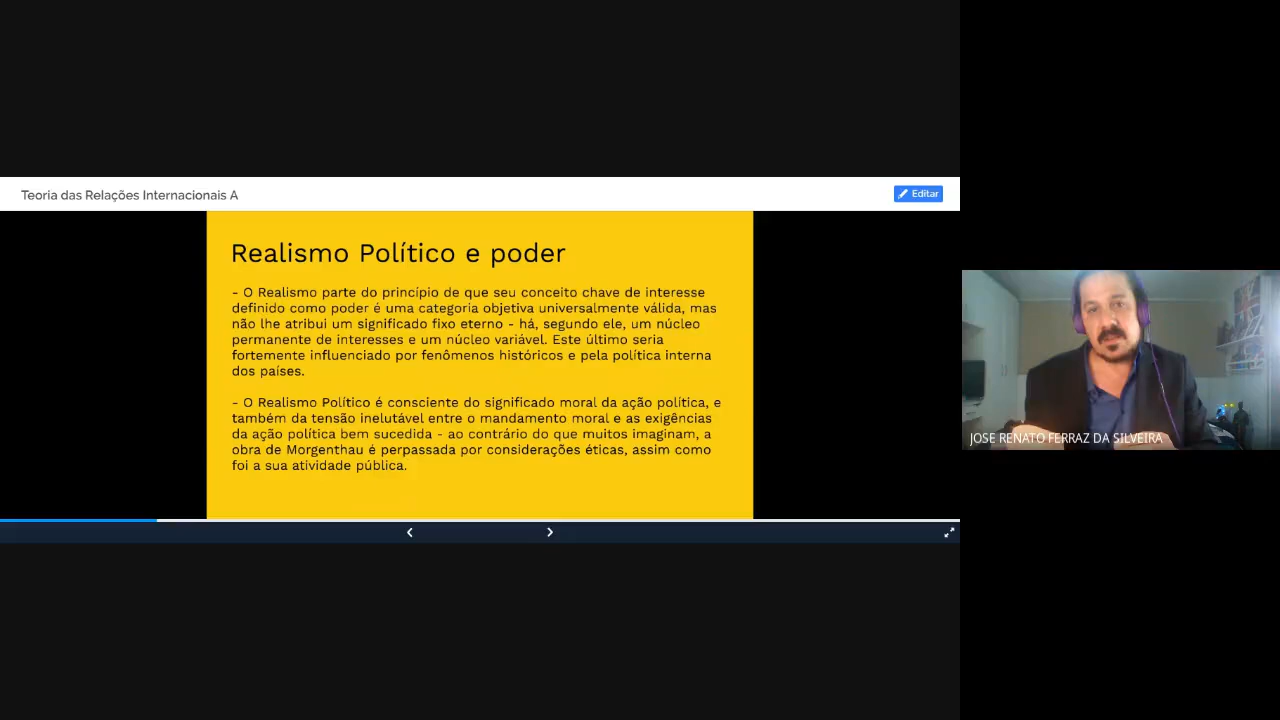 Teoria das Relações Internacionais A
Editar
Realismo Político e poder
- O Realismo parte do princípio de que seu conceito chave de interesse
definido como poder é uma categoria objetiva universalmente válida, mas
não lhe atribui um significado fixo eterno - há, segundo ele, um núcleo
permanente de interesses e um núcleo variável. Este último seria
fortemente influenciado por fenômenos históricos e pela política interna
dos países.
- O Realismo Político é consciente do significado moral da ação política, e
também da tensão inelutável entre o mandamento moral e as exigências
da ação política bem sucedida - ao contrário do que muitos imaginam, a
obra de Morgenthau é perpassada por considerações éticas, assim como
foi a sua atividade pública.
JOSE RENATO FERRAZ DA SILVEIRA